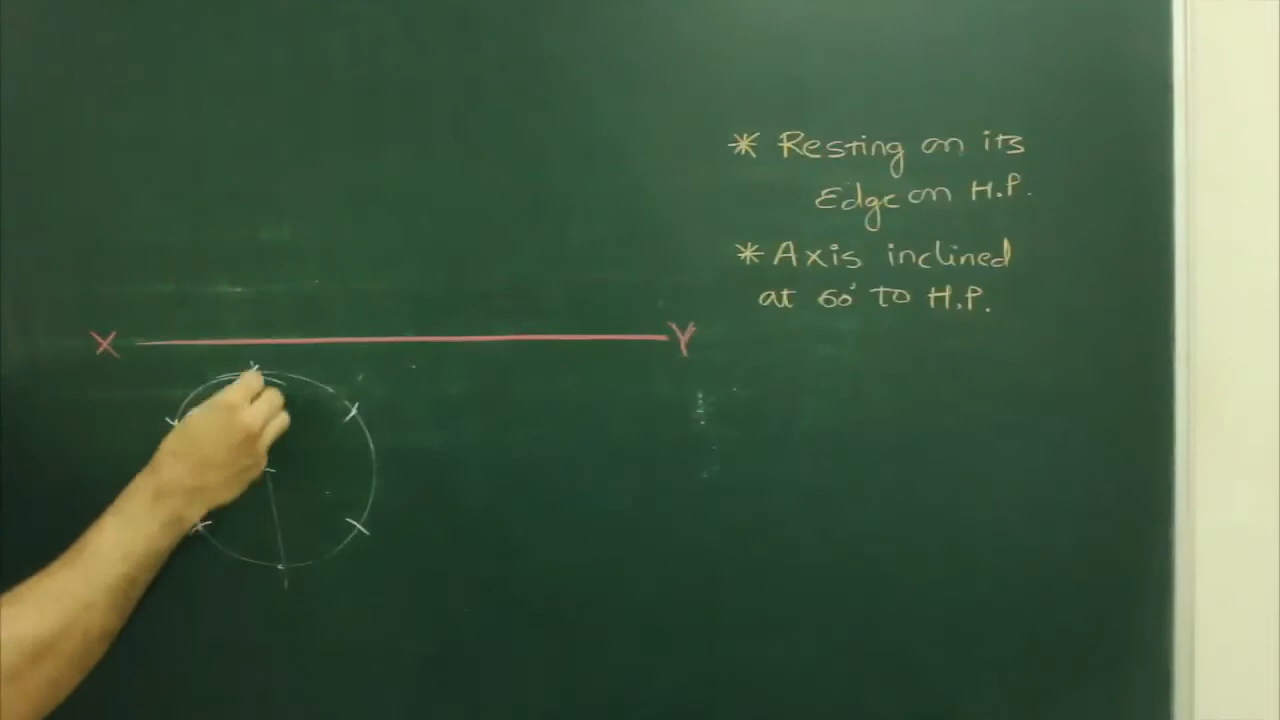 * Resting on its
Edge on H.P.
* Axis inclined
at 60° to H.P.
X Y